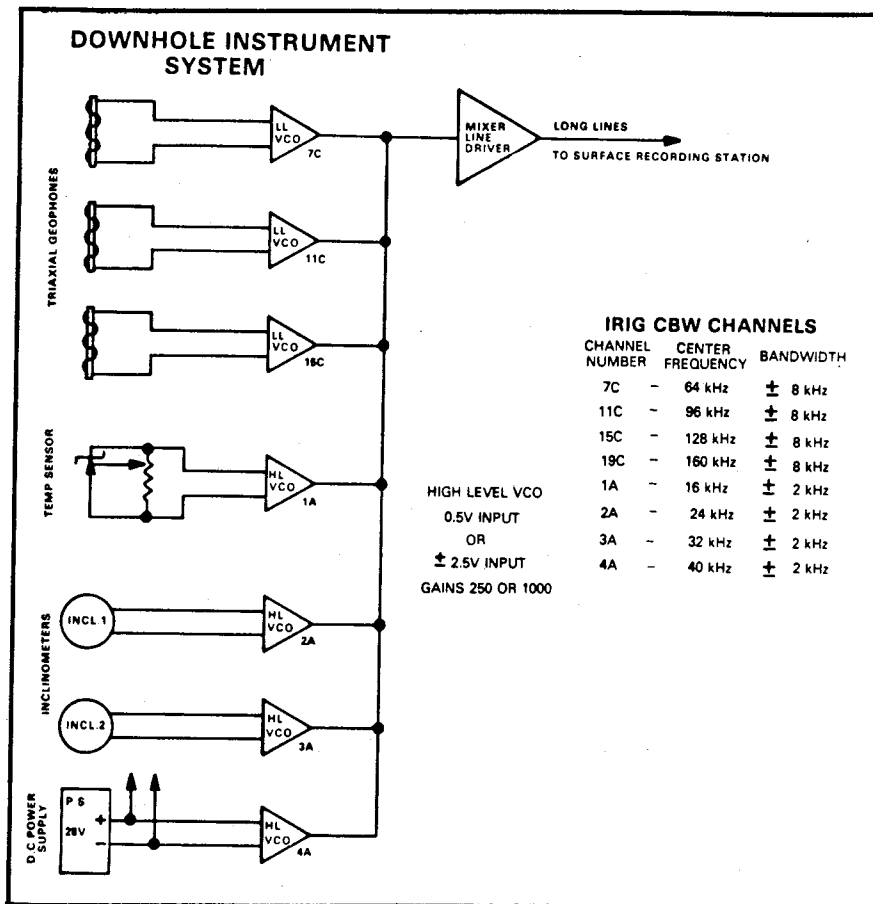 DOWNHOLE INSTRUMENT
SYSTEM
TRIAXIAL GEOPHONES
LL
VCO
7C
MIXER
LINE
DRIVER
LONG LINES
TO SURFACE RECORDING STATION
LL
VCO
11C
LL
VCO
15C
TEMP SENSOR
HL
VCO
1A
HIGH LEVEL VCO
0.5V INPUT
OR
± 2.5V INPUT
GAINS 250 OR 1000
IRIG CBW CHANNELS
CHANNEL NUMBER CENTER FREQUENCY BANDWIDTH
7C - 64 kHz ± 8 kHz
11C - 96 kHz ± 8 kHz
15C - 128 kHz ± 8 kHz
19C - 160 kHz ± 8 kHz
1A - 16 kHz ± 2 kHz
2A - 24 kHz ± 2 kHz
3A - 32 kHz ± 2 kHz
4A - 40 kHz ± 2 kHz
INCLINOMETERS
INCL.1
HL
VCO
2A
INCL.2
HL
VCO
3A
D.C POWER
SUPPLY
P S
28V
+
-
HL
VCO
4A